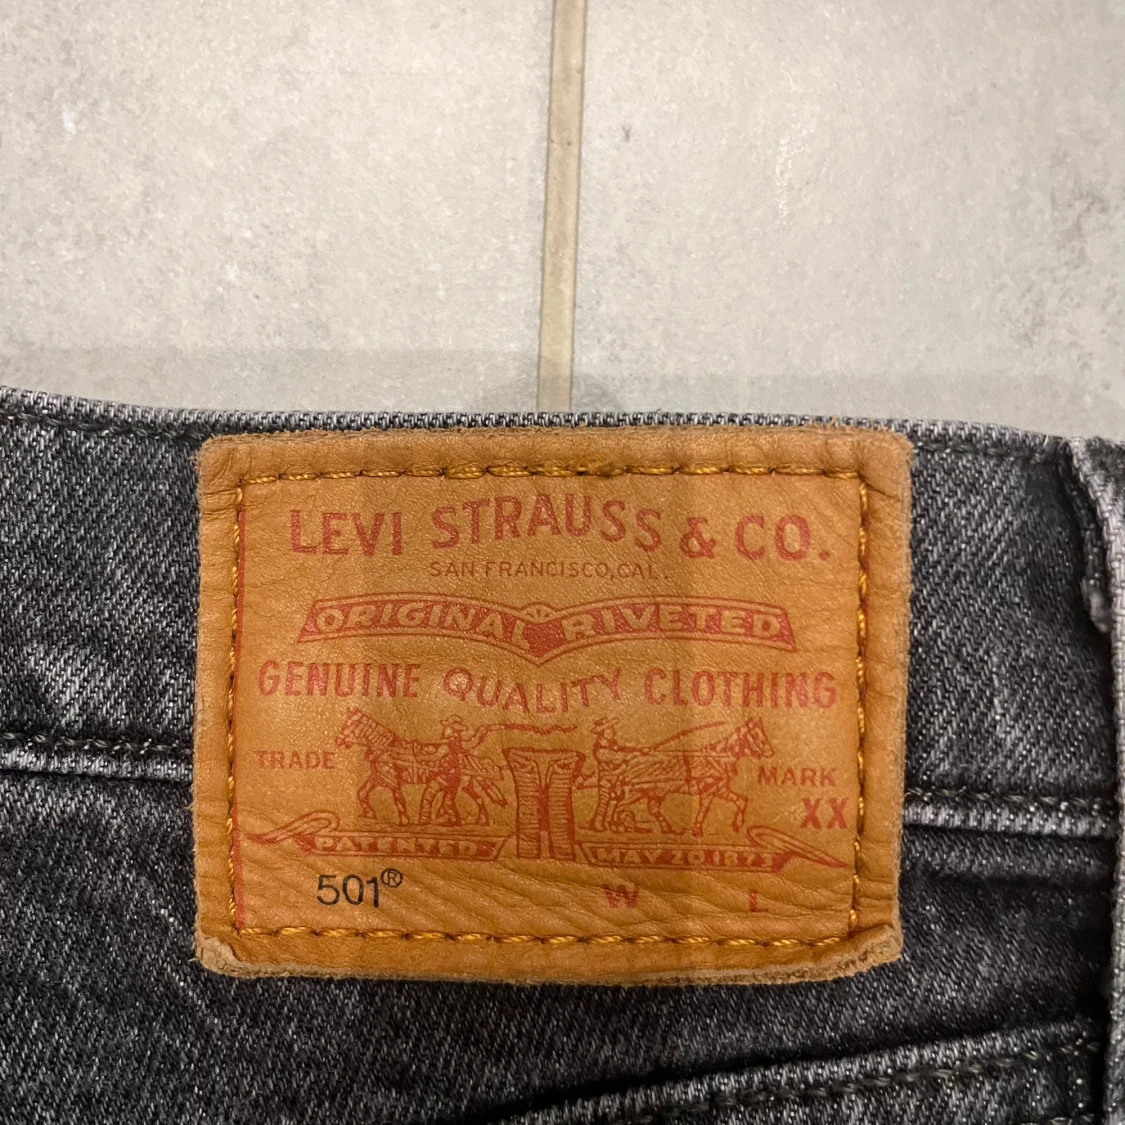 LEVI STRAUSS & CO.
SAN FRANCISCO, CAL.
ORIGINAL RIVETED
GENUINE QUALITY CLOTHING
TRADE MARK
XX
PATENTED MAY 20 1873
501® W L